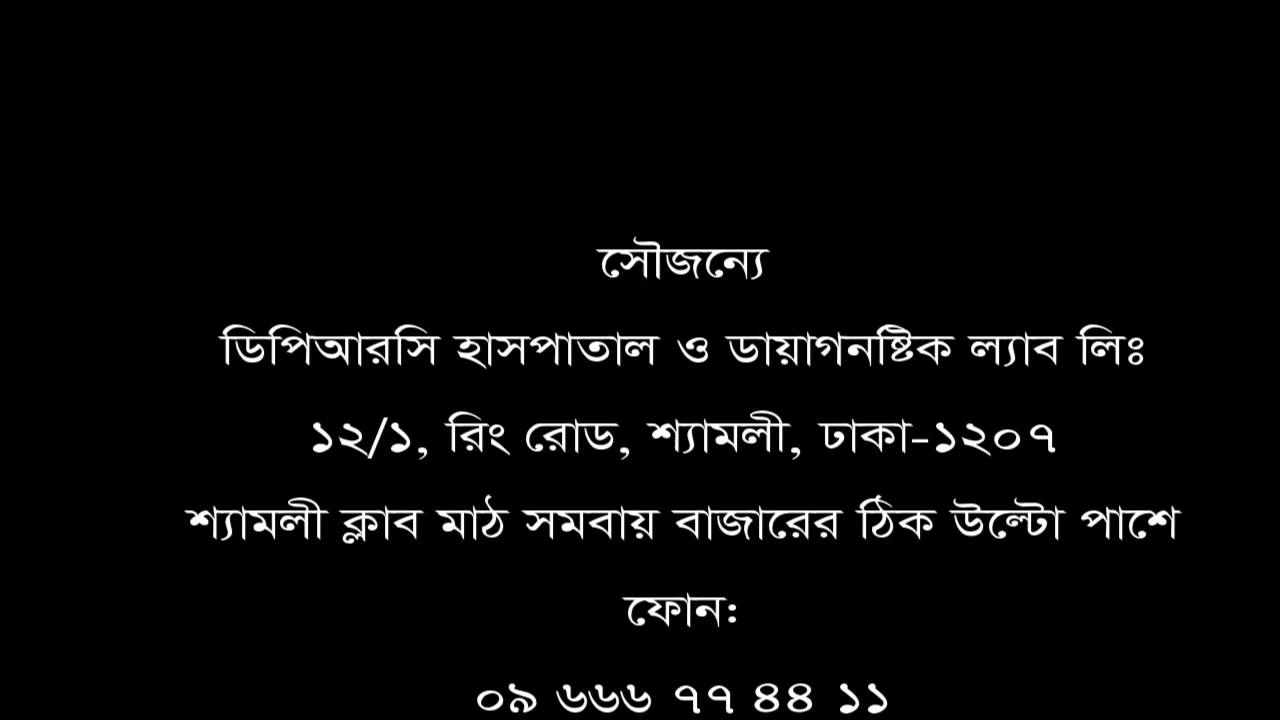 সৌজন্যে
ডিপিআরসি হাসপাতাল ও ডায়াগনষ্টিক ল্যাব লিঃ
১২/১, রিং রোড, শ্যামলী, ঢাকা-১২০৭
শ্যামলী ক্লাব মাঠ সমবায় বাজারের ঠিক উল্টো পাশে
ফোন:
০৯ ৬৬৬ ৭৭ ৪৪ ১১